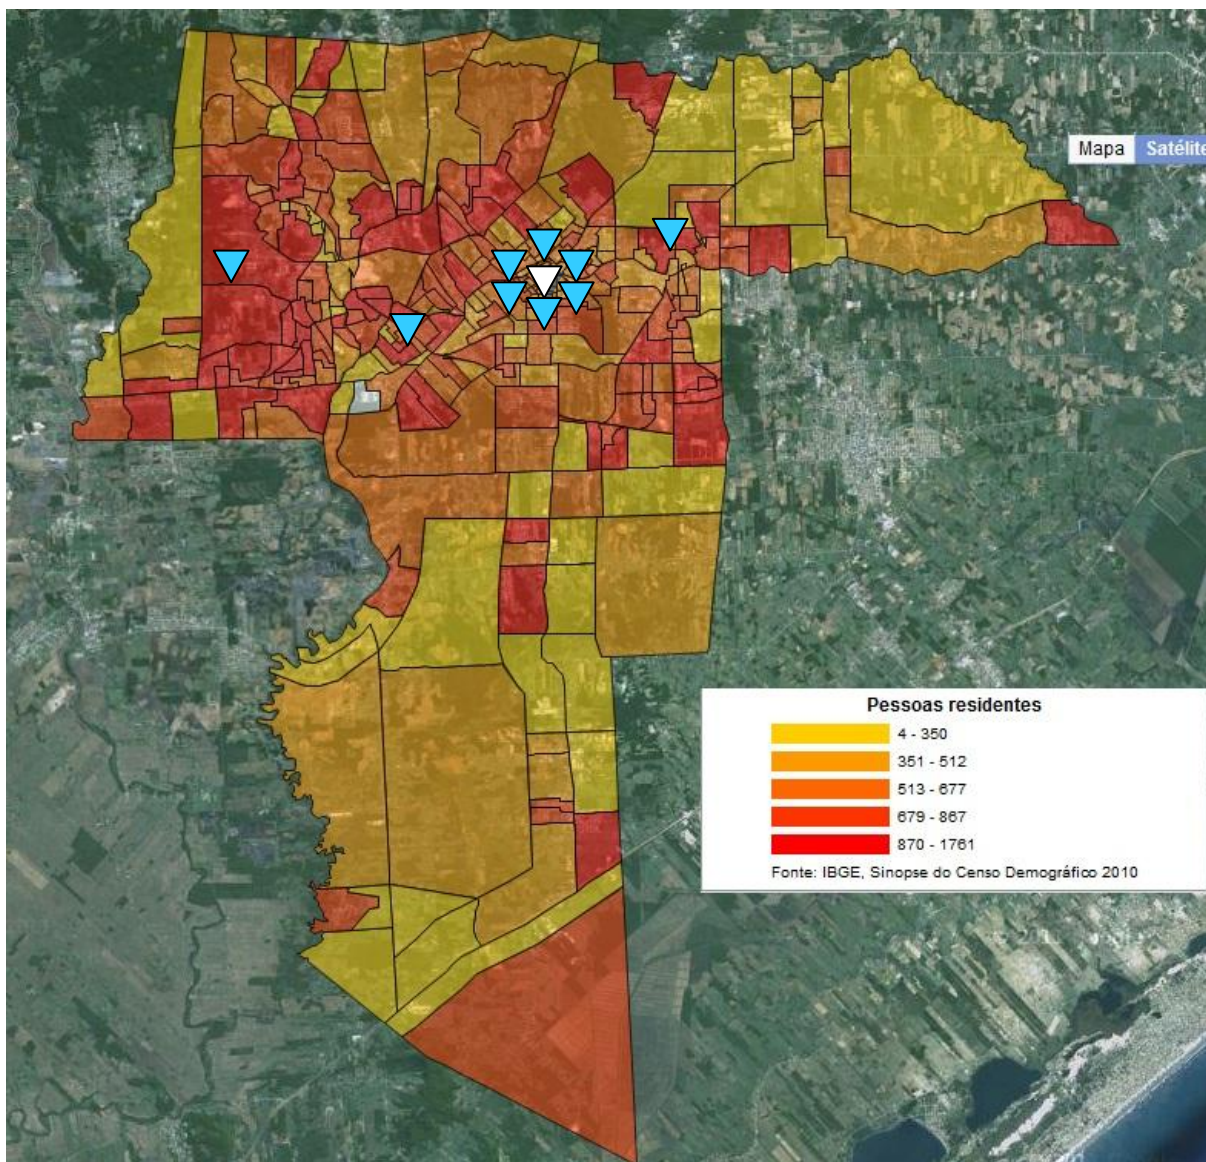 Mapa Satélite
Pessoas residentes
4 - 350
351 - 512
513 - 677
679 - 867
870 - 1761
Fonte: IBGE, Sinopse do Censo Demográfico 2010